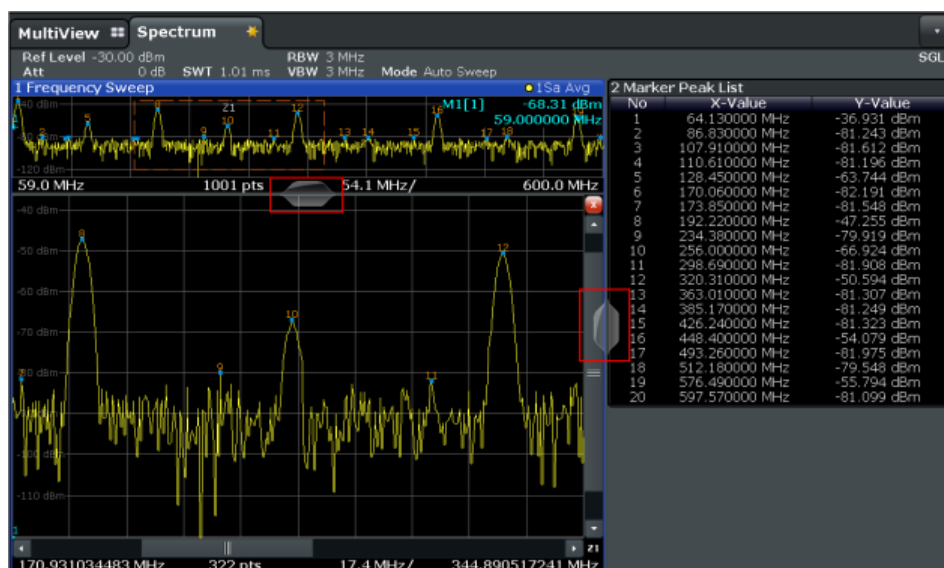 MultiView Spectrum
Ref Level -30.00 dBm RBW 3 MHz SGL
Att 0 dB SWT 1.01 ms VBW 3 MHz Mode Auto Sweep
1 Frequency Sweep 1Sa Avg
M1[1] -68.31 dBm
59.000000 MHz
Z1
-120 dBm
59.0 MHz 1001 pts 54.1 MHz/ 600.0 MHz
-40 dBm
8
-50 dBm
12
-60 dBm
10
-70 dBm
9
11
-110 dBm
1
Z1
170.931034483 MHz 322 pts 17.4 MHz/ 344.890517241 MHz
2 Marker Peak List
No X-Value Y-Value
1 64.130000 MHz -36.931 dBm
2 86.830000 MHz -81.243 dBm
3 107.910000 MHz -81.612 dBm
4 110.610000 MHz -81.196 dBm
5 128.450000 MHz -63.744 dBm
6 170.060000 MHz -82.191 dBm
7 173.850000 MHz -81.548 dBm
8 192.220000 MHz -47.255 dBm
9 234.380000 MHz -79.919 dBm
10 256.000000 MHz -66.924 dBm
11 298.690000 MHz -81.908 dBm
12 320.310000 MHz -50.594 dBm
13 363.010000 MHz -81.307 dBm
14 385.170000 MHz -81.249 dBm
15 426.240000 MHz -81.323 dBm
16 448.400000 MHz -54.079 dBm
17 493.260000 MHz -81.975 dBm
18 512.180000 MHz -79.548 dBm
19 576.490000 MHz -55.794 dBm
20 597.570000 MHz -81.099 dBm